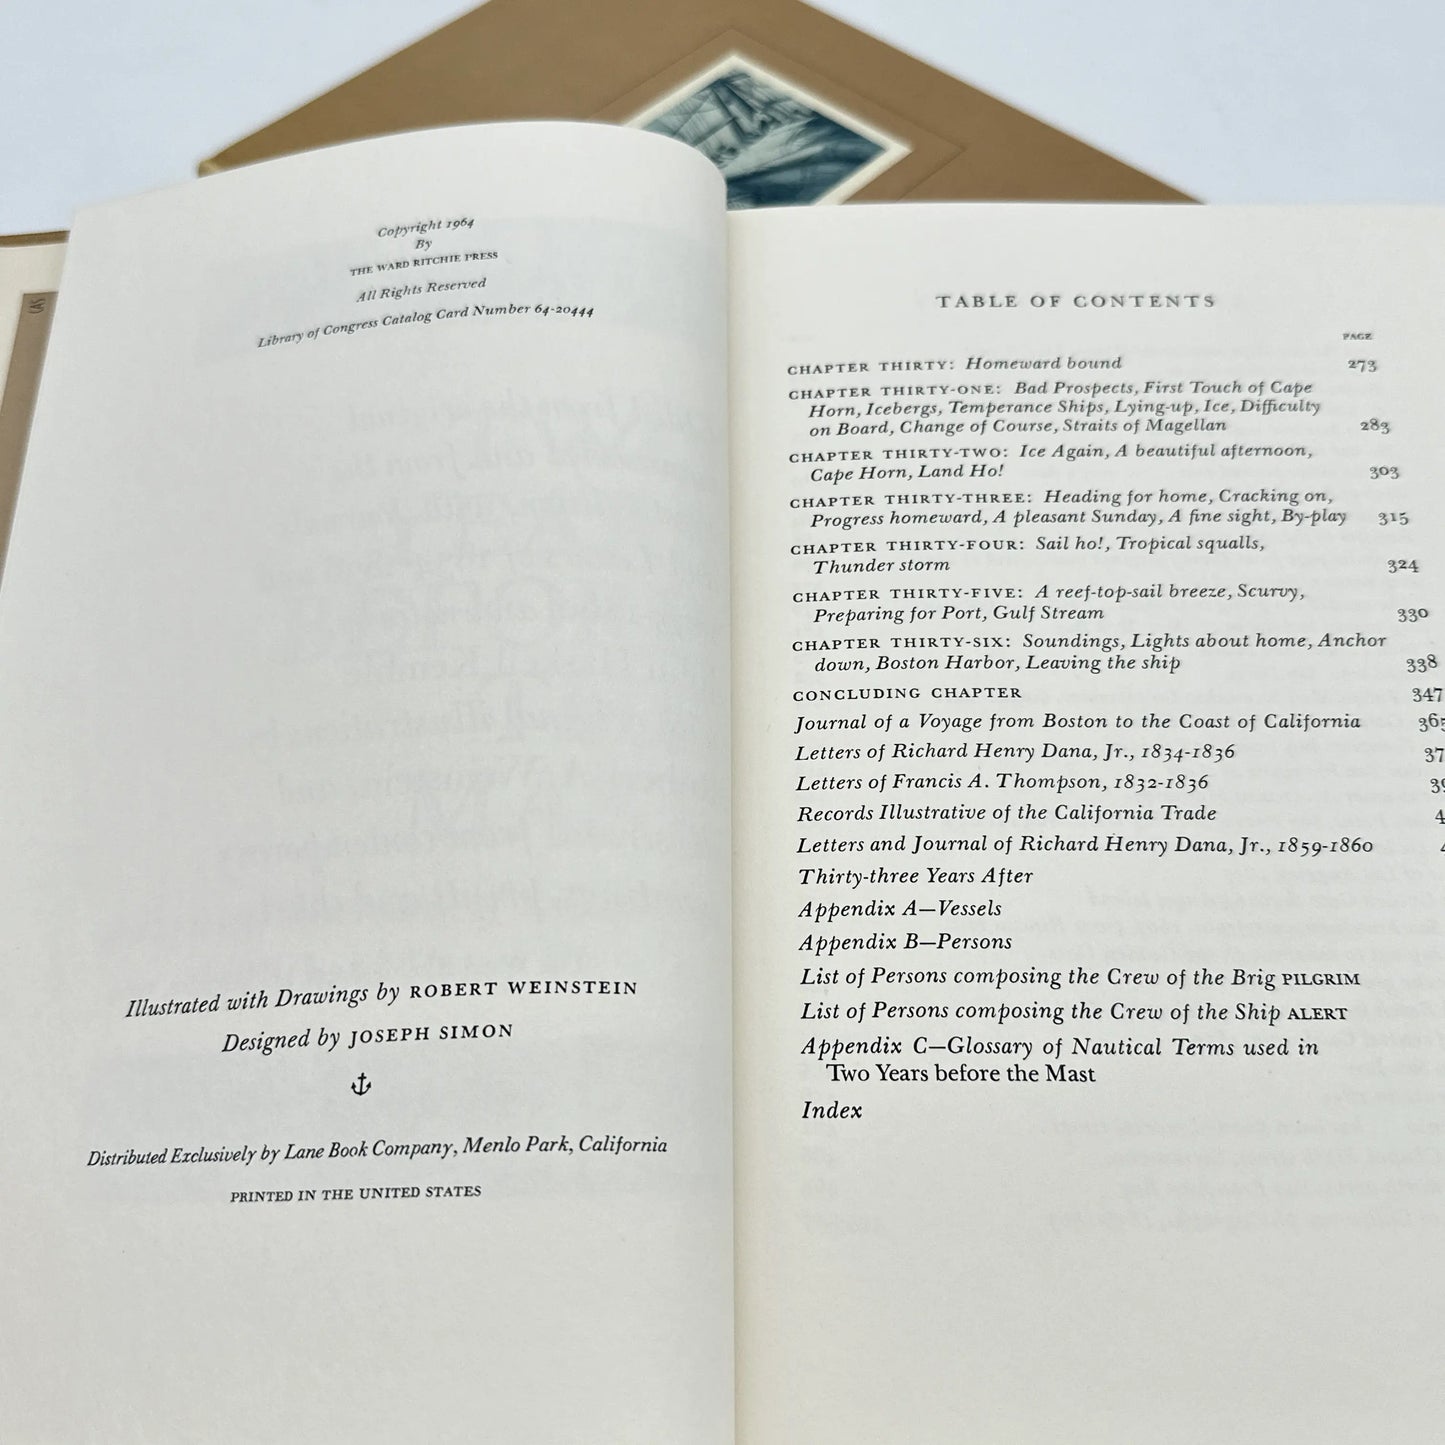 Copyright 1964
By
THE WARD RITCHIE PRESS
All Rights Reserved
Library of Congress Catalog Card Number 64-20444
Illustrated with Drawings by ROBERT WEINSTEIN
Designed by JOSEPH SIMON
Distributed Exclusively by Lane Book Company, Menlo Park, California
PRINTED IN THE UNITED STATES
TABLE OF CONTENTS
PAGE
CHAPTER THIRTY: Homeward bound 273
CHAPTER THIRTY-ONE: Bad Prospects, First Touch of Cape
Horn, Icebergs, Temperance Ships, Lying-up, Ice, Difficulty
on Board, Change of Course, Straits of Magellan 283
CHAPTER THIRTY-TWO: Ice Again, A beautiful afternoon,
Cape Horn, Land Ho! 303
CHAPTER THIRTY-THREE: Heading for home, Cracking on,
Progress homeward, A pleasant Sunday, A fine sight, By-play 315
CHAPTER THIRTY-FOUR: Sail ho!, Tropical squalls,
Thunder storm 324
CHAPTER THIRTY-FIVE: A reef-top-sail breeze, Scurvy,
Preparing for Port, Gulf Stream 330
CHAPTER THIRTY-SIX: Soundings, Lights about home, Anchor
down, Boston Harbor, Leaving the ship 338
CONCLUDING CHAPTER 347
Journal of a Voyage from Boston to the Coast of California 365
Letters of Richard Henry Dana, Jr., 1834-1836 37
Letters of Francis A. Thompson, 1832-1836 39
Records Illustrative of the California Trade 4
Letters and Journal of Richard Henry Dana, Jr., 1859-1860
Thirty-three Years After
Appendix A—Vessels
Appendix B—Persons
List of Persons composing the Crew of the Brig PILGRIM
List of Persons composing the Crew of the Ship ALERT
Appendix C—Glossary of Nautical Terms used in
Two Years before the Mast
Index